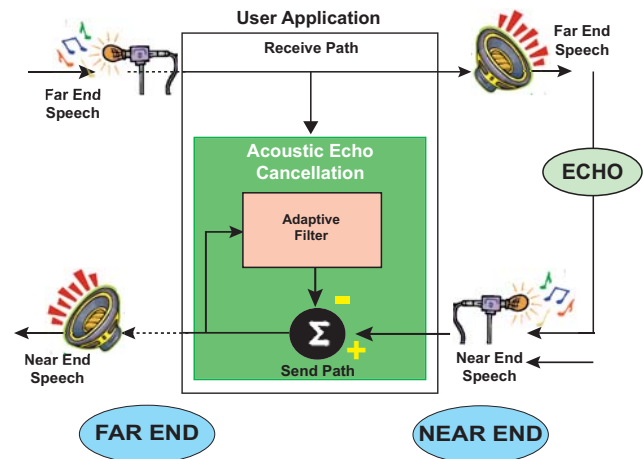 User Application
Receive Path
Far End
Speech
Far End
Speech
Acoustic Echo
Cancellation
ECHO
Adaptive
Filter
-
Σ
+
Near End
Speech
Send Path
Near End
Speech
FAR END
NEAR END